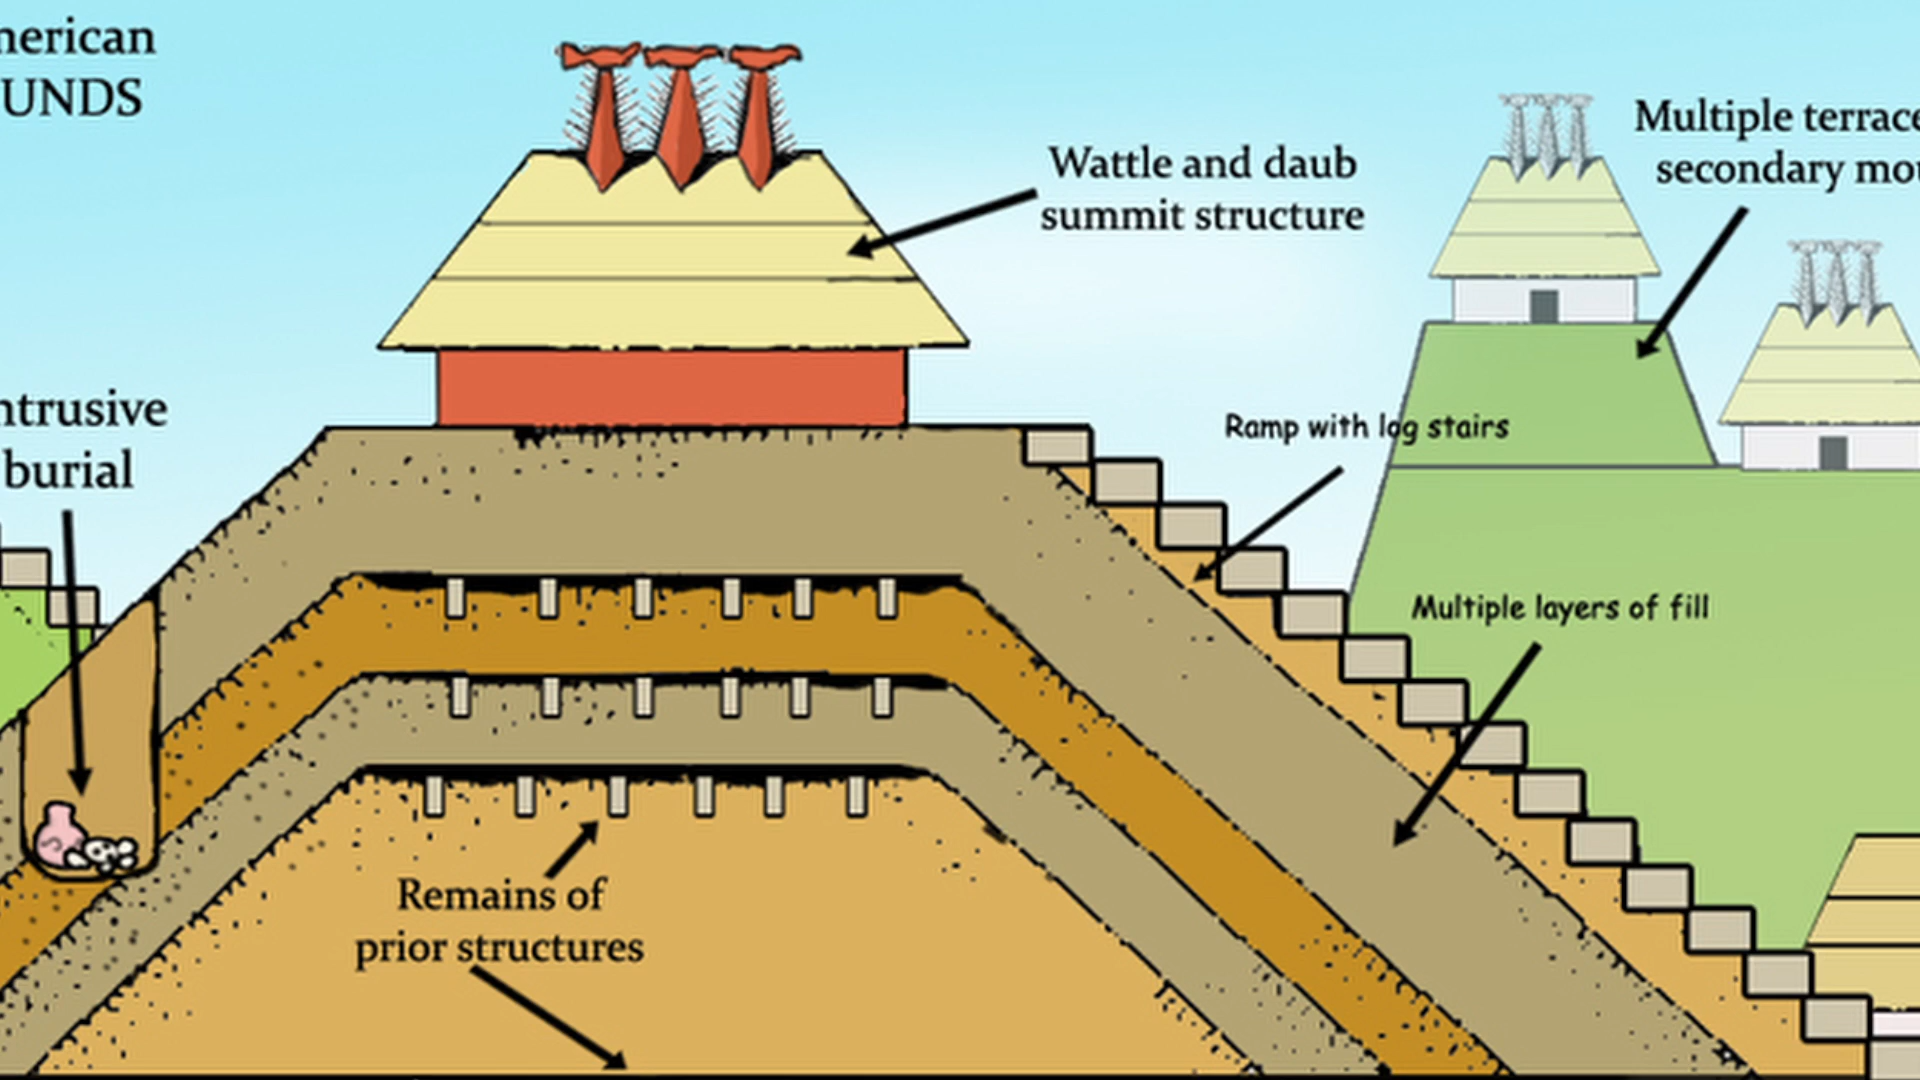 merican
UNDS
Wattle and daub
summit structure
Multiple terrace
secondary mou
ntrusive
burial
Ramp with log stairs
Multiple layers of fill
Remains of
prior structures